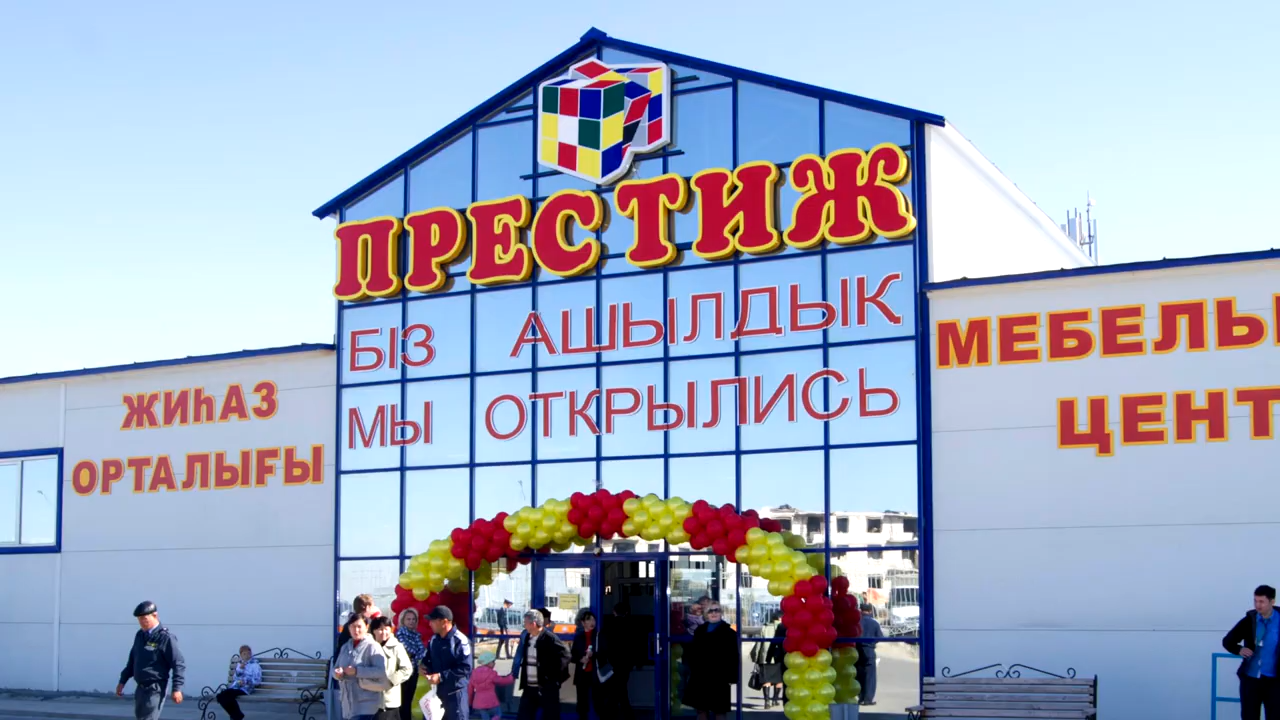 ПРЕСТИЖ
БІЗ АШЫЛДЫҚ
МЫ ОТКРЫЛИСЬ
ЖИҺАЗ
ОРТАЛЫҒЫ
МЕБЕЛЬ
ЦЕНТ